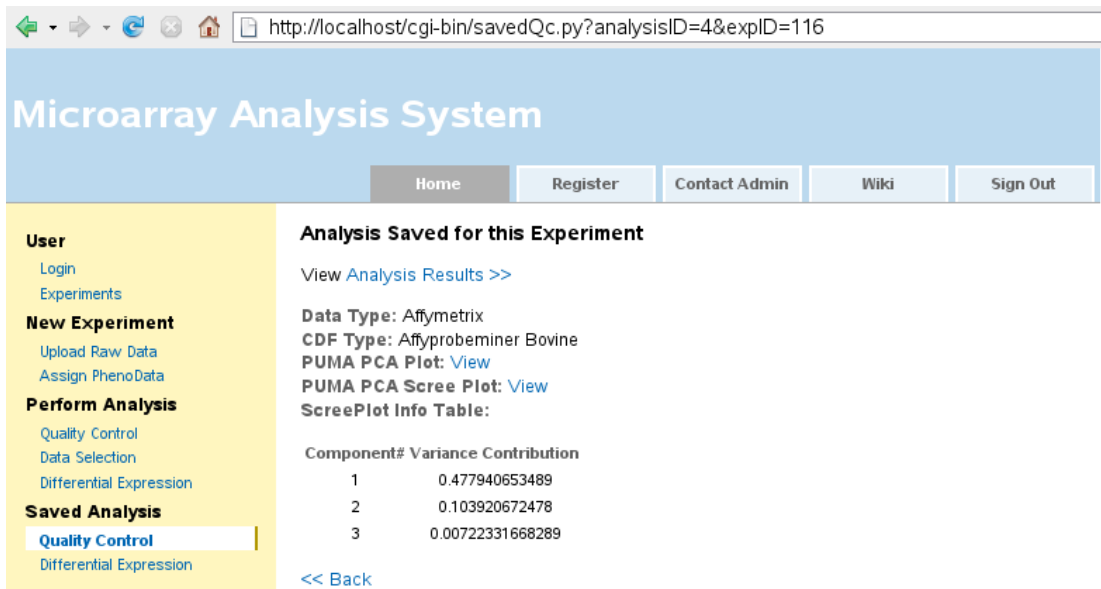 http://localhost/cgi-bin/savedQc.py?analysisID=4&expID=116
Microarray Analysis System
Home Register Contact Admin Wiki Sign Out
User
Login
Experiments
New Experiment
Upload Raw Data
Assign PhenoData
Perform Analysis
Quality Control
Data Selection
Differential Expression
Saved Analysis
Quality Control
Differential Expression
Analysis Saved for this Experiment
View Analysis Results >>
Data Type: Affymetrix
CDF Type: Affyprobeminer Bovine
PUMA PCA Plot: View
PUMA PCA Scree Plot: View
ScreePlot Info Table:
Component# Variance Contribution
1 0.477940653489
2 0.103920672478
3 0.00722331668289
<< Back